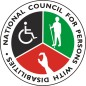 • NATIONAL COUNCIL FOR PERSONS WITH DISABILITIES